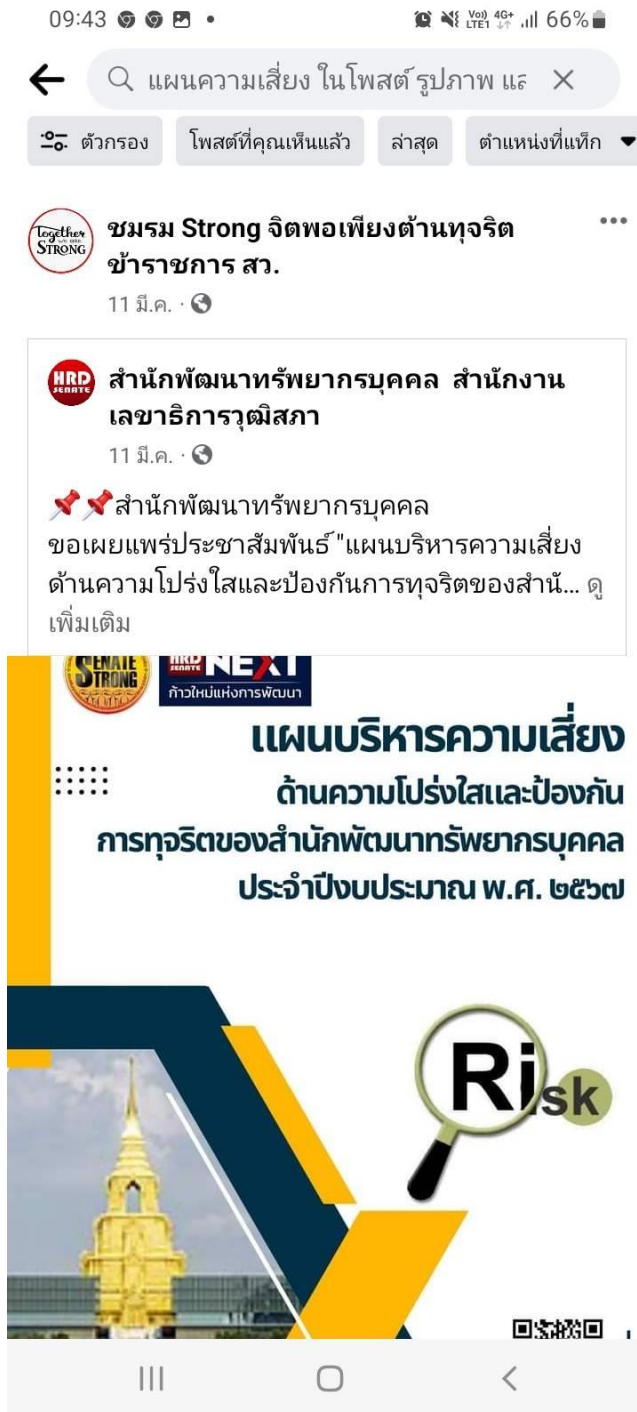 09:43
Vo)) 4G+ LTE1 66%
แผนความเสี่ยง ในโพสต์ รูปภาพ แล
ตัวกรอง โพสต์ที่คุณเห็นแล้ว ล่าสุด ตำแหน่งที่แท็ก
Together
we are
STRONG
ชมรม Strong จิตพอเพียงต้านทุจริต
ข้าราชการ สว.
11 มี.ค. ·
HRD
SENATE
สำนักพัฒนาทรัพยากรบุคคล สำนักงาน
เลขาธิการวุฒิสภา
11 มี.ค. ·
📌📌สำนักพัฒนาทรัพยากรบุคคล
ขอเผยแพร่ประชาสัมพันธ์ "แผนบริหารความเสี่ยง
ด้านความโปร่งใสและป้องกันการทุจริตของสำนั... ดู
เพิ่มเติม
SENATE
STRONG
HRD
SENATE
NEXT
ก้าวใหม่แห่งการพัฒนา
แผนบริหารความเสี่ยง
ด้านความโปร่งใสและป้องกัน
การทุจริตของสำนักพัฒนาทรัพยากรบุคคล
ประจำปีงบประมาณ พ.ศ. ๒๕๖๗
Risk